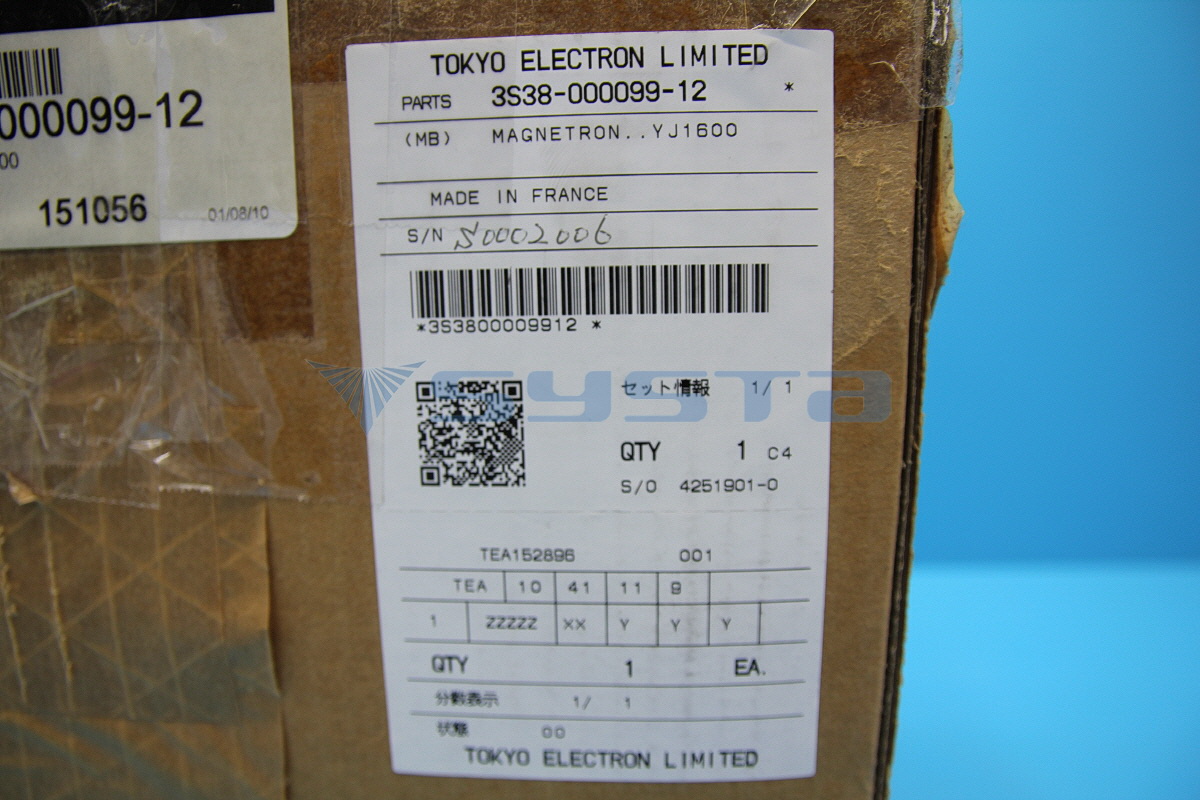 000099-12
00
151056
01/08/10
TOKYO ELECTRON LIMITED
PARTS 3S38-000099-12 *
(MB) MAGNETRON..YJ1600
MADE IN FRANCE
S/N S0002006
*3S3800009912 *
セット情報 1/ 1
QTY 1 C4
S/O 4251901-0
TEA152896 001
TEA 10 41 11 9
1 ZZZZZ XX Y Y Y
QTY 1 EA.
分数表示 1/ 1
状態 00
TOKYO ELECTRON LIMITED
systa